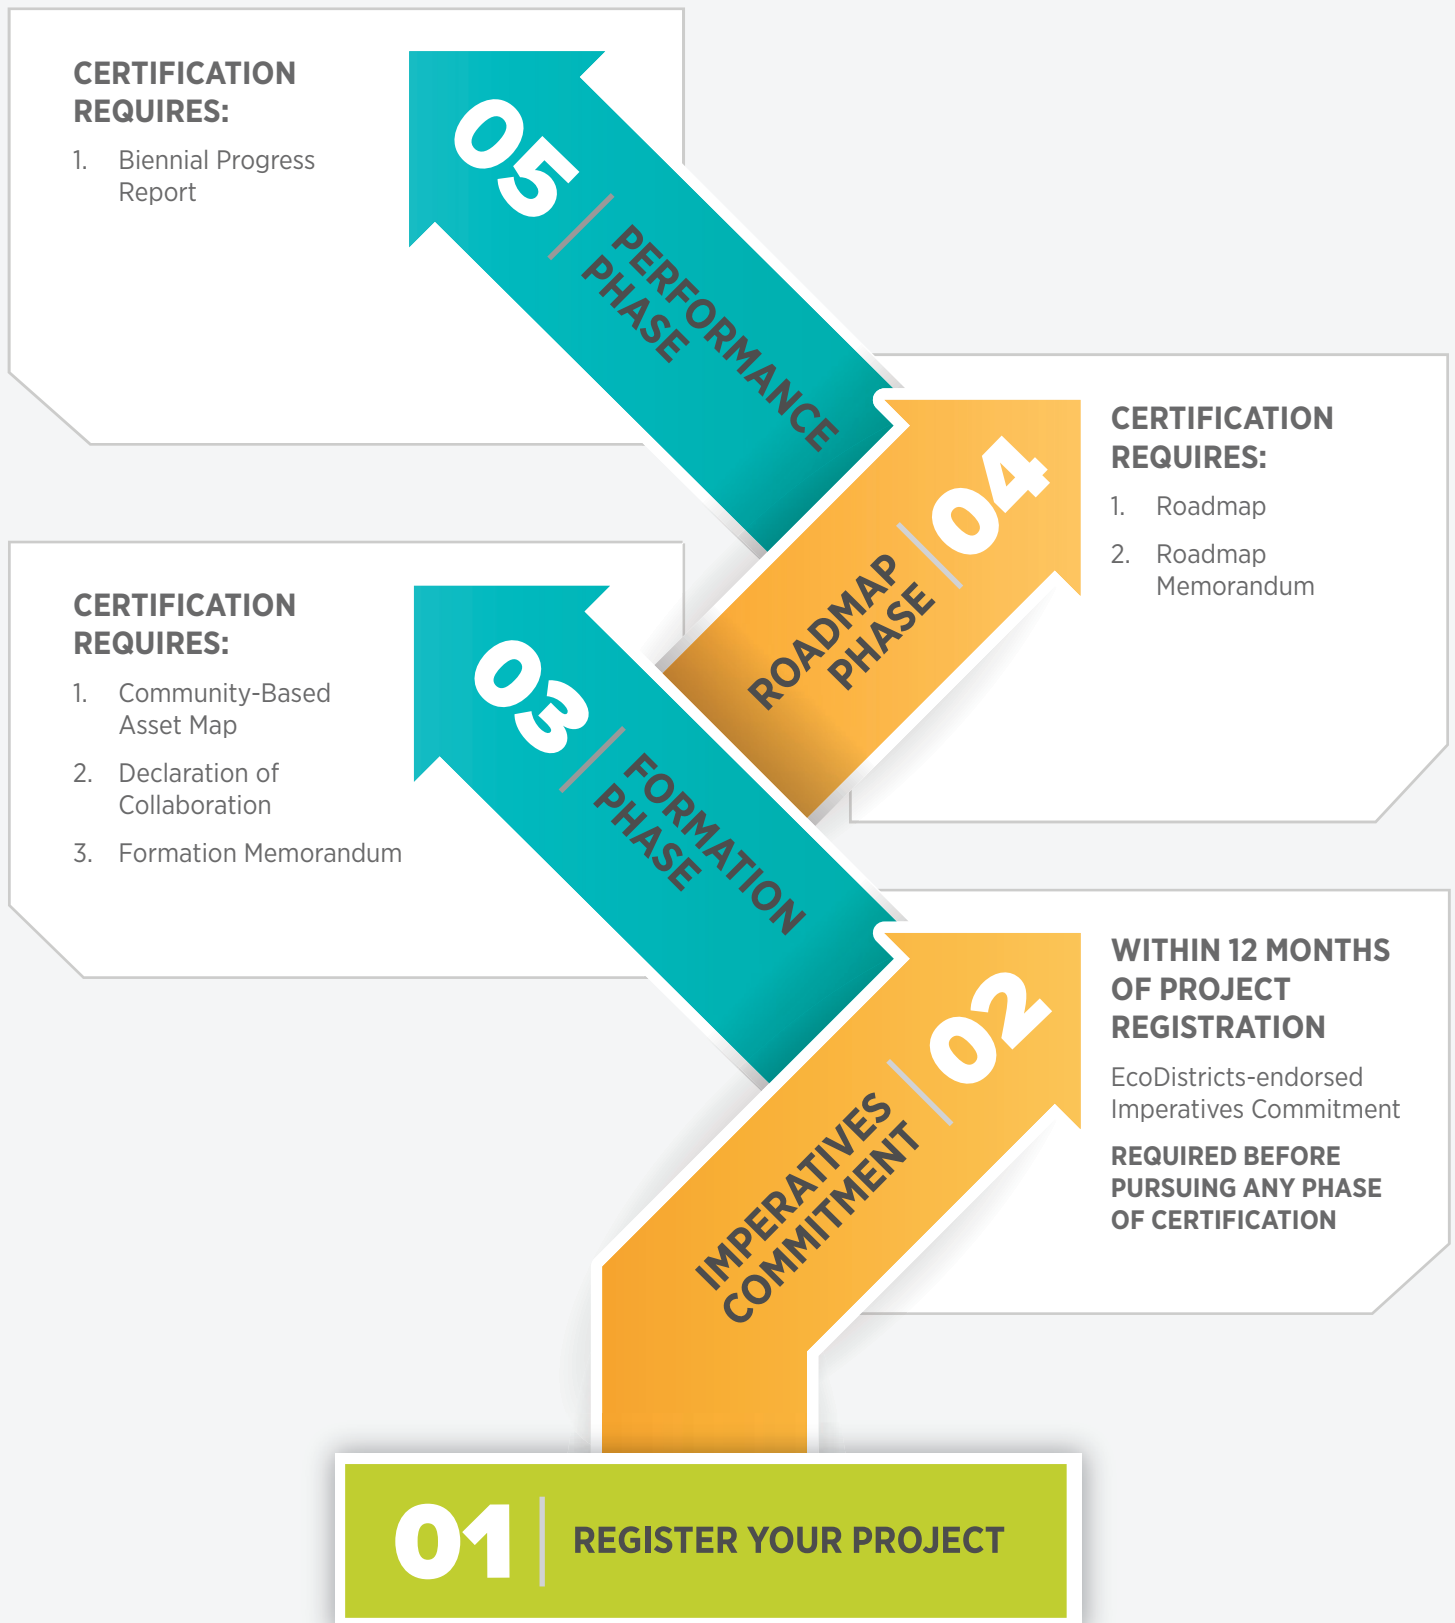 CERTIFICATION
REQUIRES:
1. Biennial Progress
Report
05
PERFORMANCE
PHASE
CERTIFICATION
REQUIRES:
1. Roadmap
2. Roadmap
Memorandum
04
ROADMAP
PHASE
CERTIFICATION
REQUIRES:
1. Community-Based
Asset Map
2. Declaration of
Collaboration
3. Formation Memorandum
03
FORMATION
PHASE
WITHIN 12 MONTHS
OF PROJECT
REGISTRATION
EcoDistricts-endorsed
Imperatives Commitment
REQUIRED BEFORE
PURSUING ANY PHASE
OF CERTIFICATION
02
IMPERATIVES
COMMITMENT
01
REGISTER YOUR PROJECT